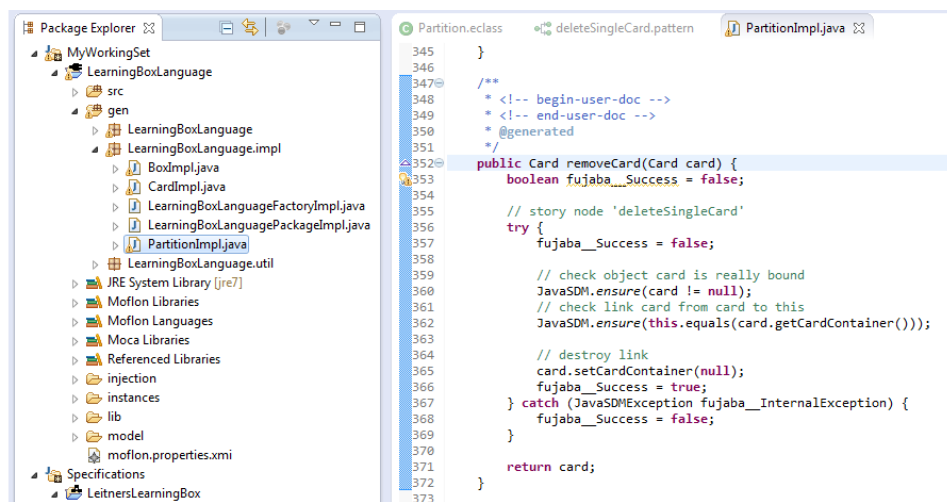 Package Explorer
MyWorkingSet
LearningBoxLanguage
src
gen
LearningBoxLanguage
LearningBoxLanguage.impl
BoxImpl.java
CardImpl.java
LearningBoxLanguageFactoryImpl.java
LearningBoxLanguagePackageImpl.java
PartitionImpl.java
LearningBoxLanguage.util
JRE System Library [jre7]
Moflon Libraries
Moflon Languages
Moca Libraries
Referenced Libraries
injection
instances
lib
model
moflon.properties.xmi
Specifications
LeitnersLearningBox
Partition.eclass deleteSingleCard.pattern PartitionImpl.java
345 }
346
347 /**
348 * <!-- begin-user-doc -->
349 * <!-- end-user-doc -->
350 * @generated
351 */
352 public Card removeCard(Card card) {
353 boolean fujaba__Success = false;
354
355 // story node 'deleteSingleCard'
356 try {
357 fujaba__Success = false;
358
359 // check object card is really bound
360 JavaSDM.ensure(card != null);
361 // check link card from card to this
362 JavaSDM.ensure(this.equals(card.getCardContainer()));
363
364 // destroy link
365 card.setCardContainer(null);
366 fujaba__Success = true;
367 } catch (JavaSDMException fujaba__InternalException) {
368 fujaba__Success = false;
369 }
370
371 return card;
372 }
373